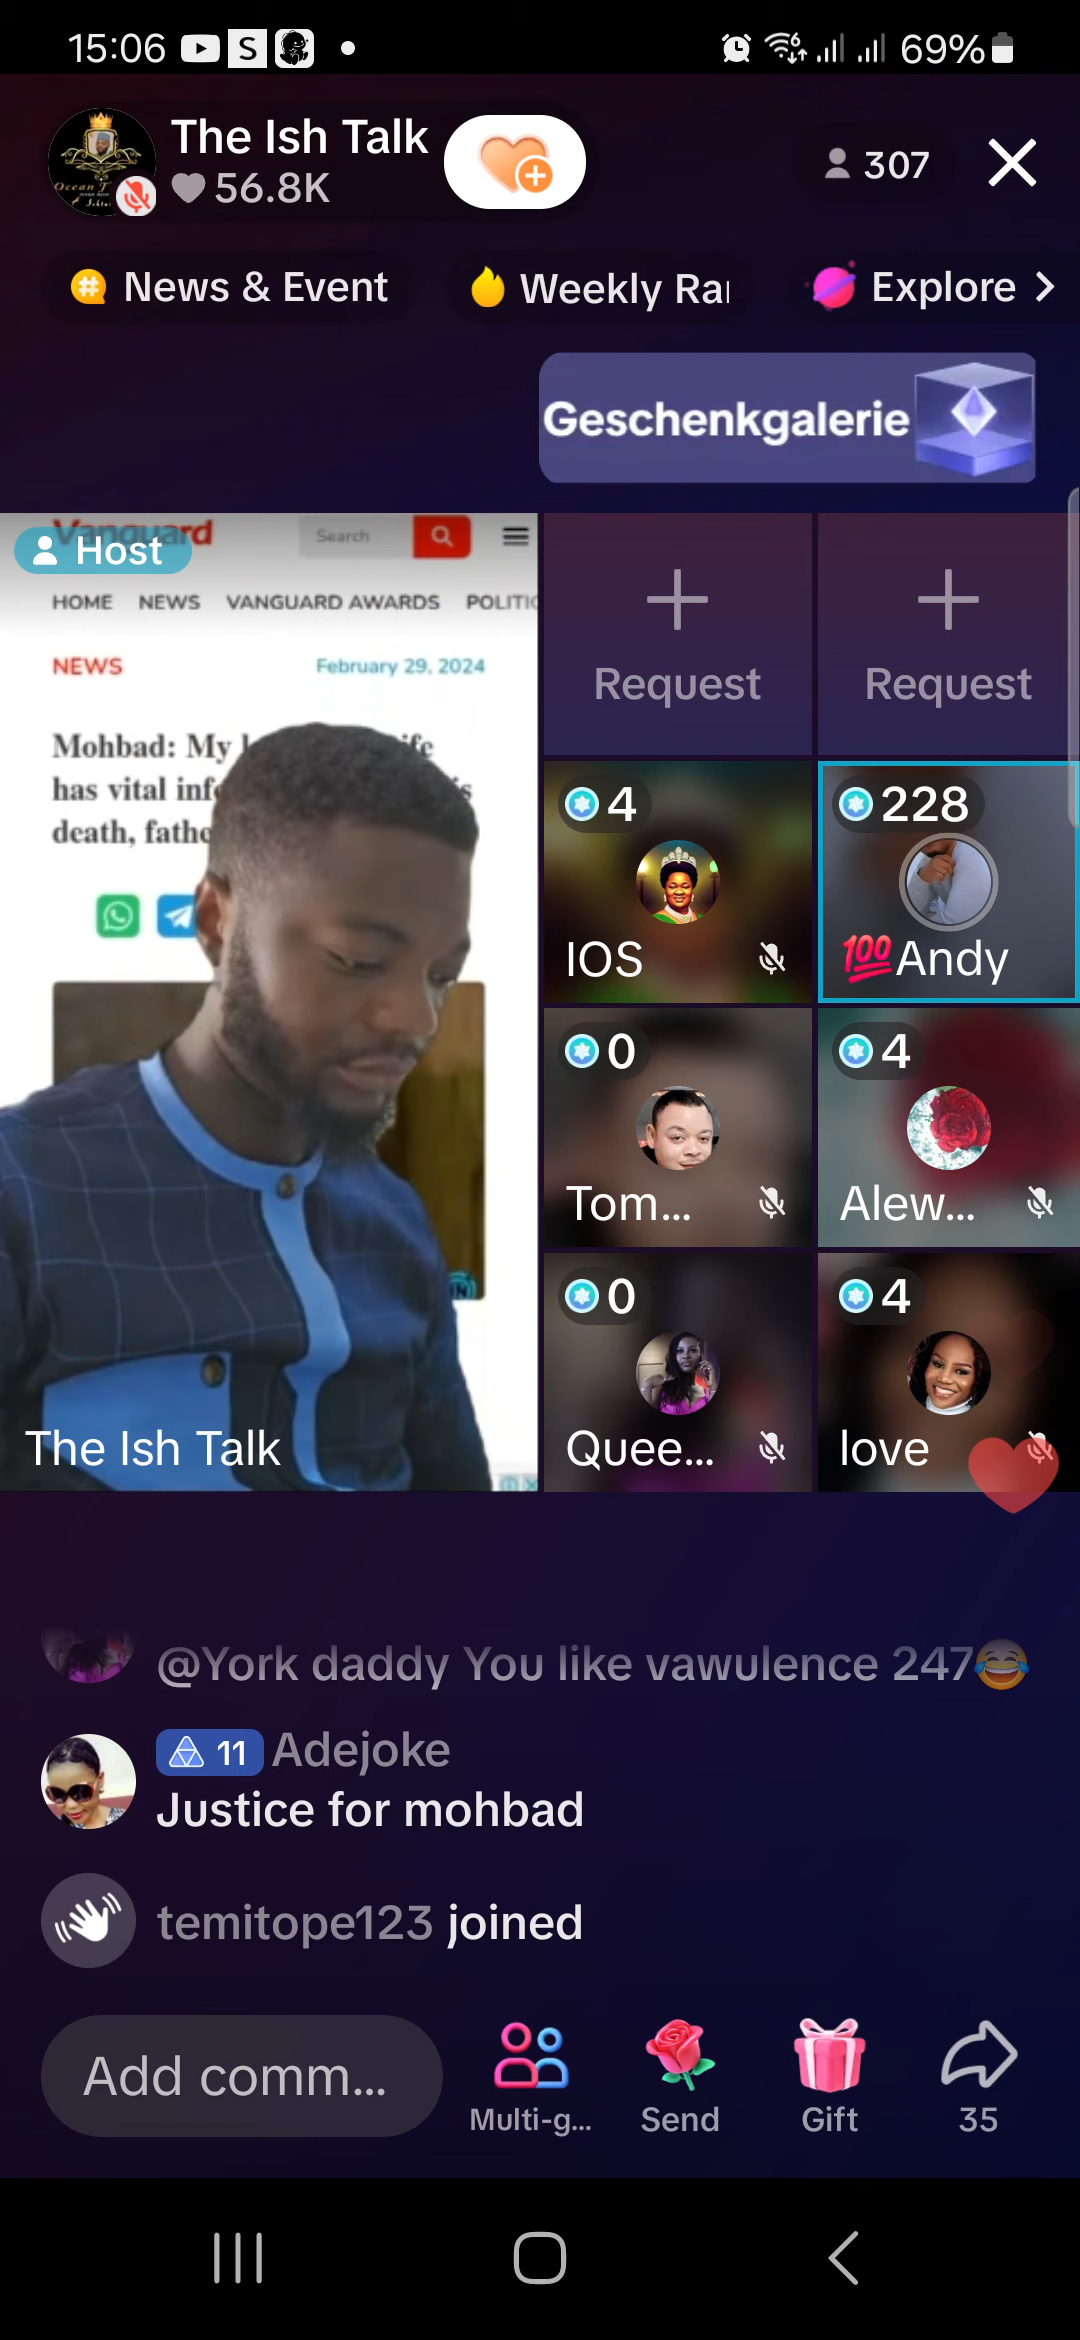 15:06
S
69%
The Ish Talk
56.8K
307
News & Event
Weekly Ra
Explore
Geschenkgalerie
Vanguard
Host
Search
HOME NEWS VANGUARD AWARDS POLITIC
NEWS
February 29, 2024
Mohbad: My
has vital inf
death, fathe
The Ish Talk
Request
Request
4
IOS
228
💯Andy
0
Tom...
4
Alew...
0
Quee...
4
love
@York daddy You like vawulence 247😂
11 Adejoke
Justice for mohbad
temitope123 joined
Add comm...
Multi-g...
Send
Gift
35